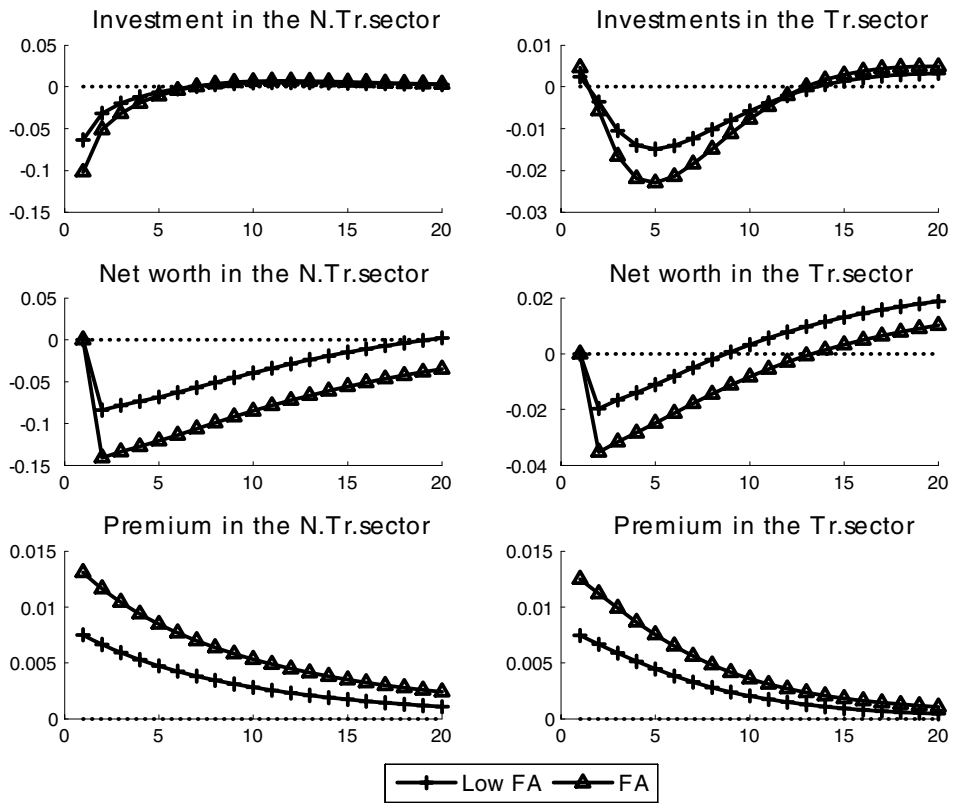 Investment in the N.Tr.sector
0.05
0
-0.05
-0.1
-0.15
0 5 10 15 20
Investments in the Tr.sector
0.01
0
-0.01
-0.02
-0.03
0 5 10 15 20
Net worth in the N.Tr.sector
0.05
0
-0.05
-0.1
-0.15
0 5 10 15 20
Net worth in the Tr.sector
0.02
0
-0.02
-0.04
0 5 10 15 20
Premium in the N.Tr.sector
0.015
0.01
0.005
0
0 5 10 15 20
Premium in the Tr.sector
0.015
0.01
0.005
0
0 5 10 15 20
Low FA FA